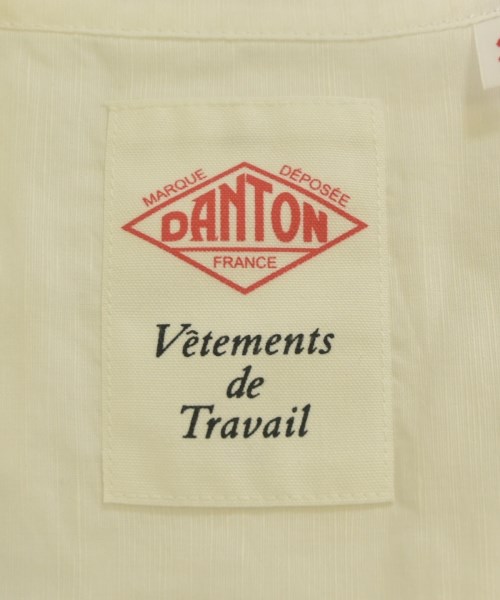 MARQUE DÉPOSÉE
DANTON
FRANCE
Vêtements
de
Travail